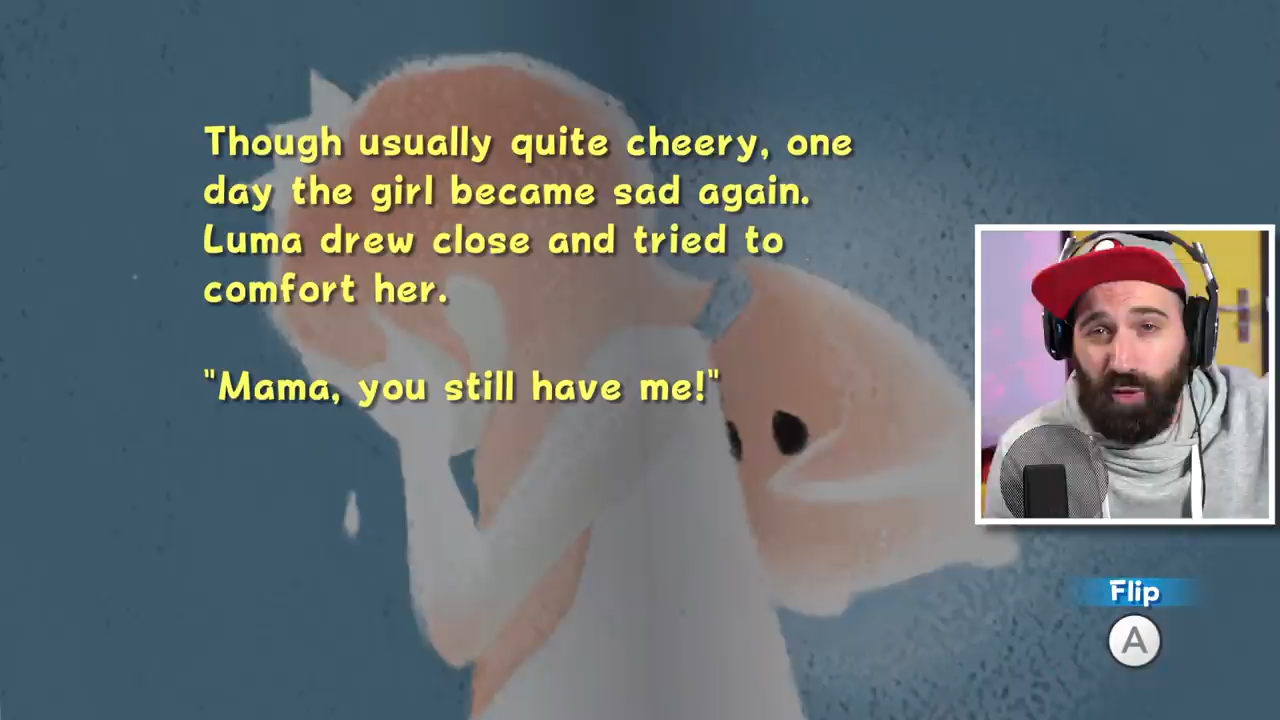 Though usually quite cheery, one
day the girl became sad again.
Luma drew close and tried to
comfort her.
"Mama, you still have me!"
Flip
A